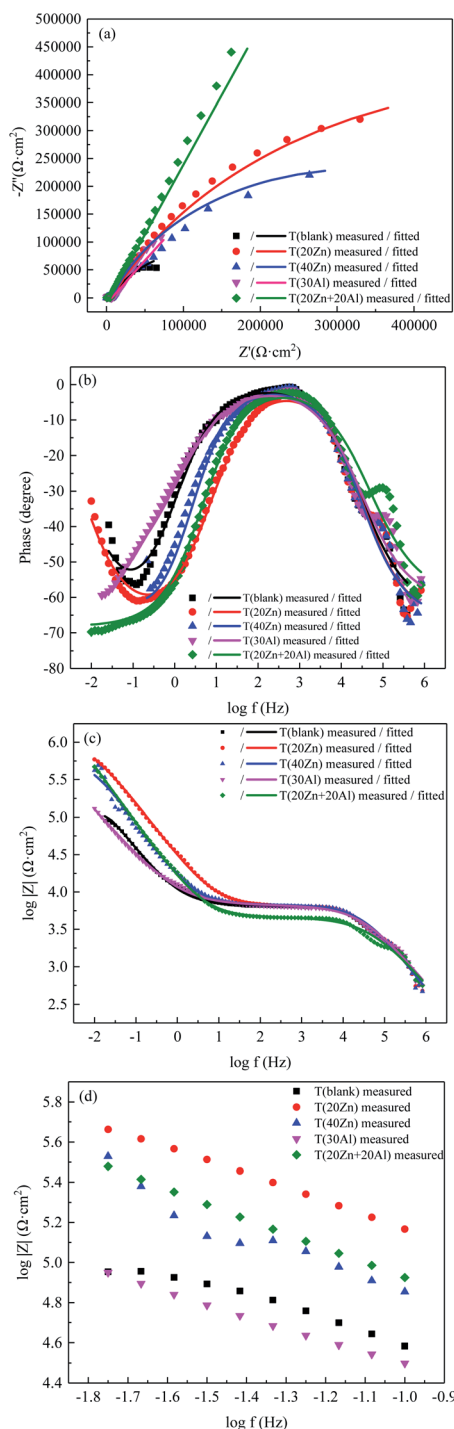 (a)
500000
450000
400000
350000
300000
250000
200000
150000
100000
50000
0
-Z''(Ω·cm²)
/ T(blank) measured / fitted
/ T(20Zn) measured / fitted
/ T(40Zn) measured / fitted
/ T(30Al) measured / fitted
/ T(20Zn+20Al) measured / fitted
0 100000 200000 300000 400000
Z'(Ω·cm²)
(b)
0
-10
-20
-30
-40
-50
-60
-70
-80
Phase (degree)
/ T(blank) measured / fitted
/ T(20Zn) measured / fitted
/ T(40Zn) measured / fitted
/ T(30Al) measured / fitted
/ T(20Zn+20Al) measured / fitted
-2 -1 0 1 2 3 4 5 6
log f (Hz)
(c)
6.0
5.5
5.0
4.5
4.0
3.5
3.0
2.5
log |Z| (Ω·cm²)
/ T(blank) measured / fitted
/ T(20Zn) measured / fitted
/ T(40Zn) measured / fitted
/ T(30Al) measured / fitted
/ T(20Zn+20Al) measured / fitted
-2 -1 0 1 2 3 4 5 6
log f (Hz)
(d)
6.0
5.8
5.6
5.4
5.2
5.0
4.8
4.6
4.4
log |Z| (Ω·cm²)
T(blank) measured
T(20Zn) measured
T(40Zn) measured
T(30Al) measured
T(20Zn+20Al) measured
-1.8 -1.7 -1.6 -1.5 -1.4 -1.3 -1.2 -1.1 -1.0 -0.9
log f (Hz)